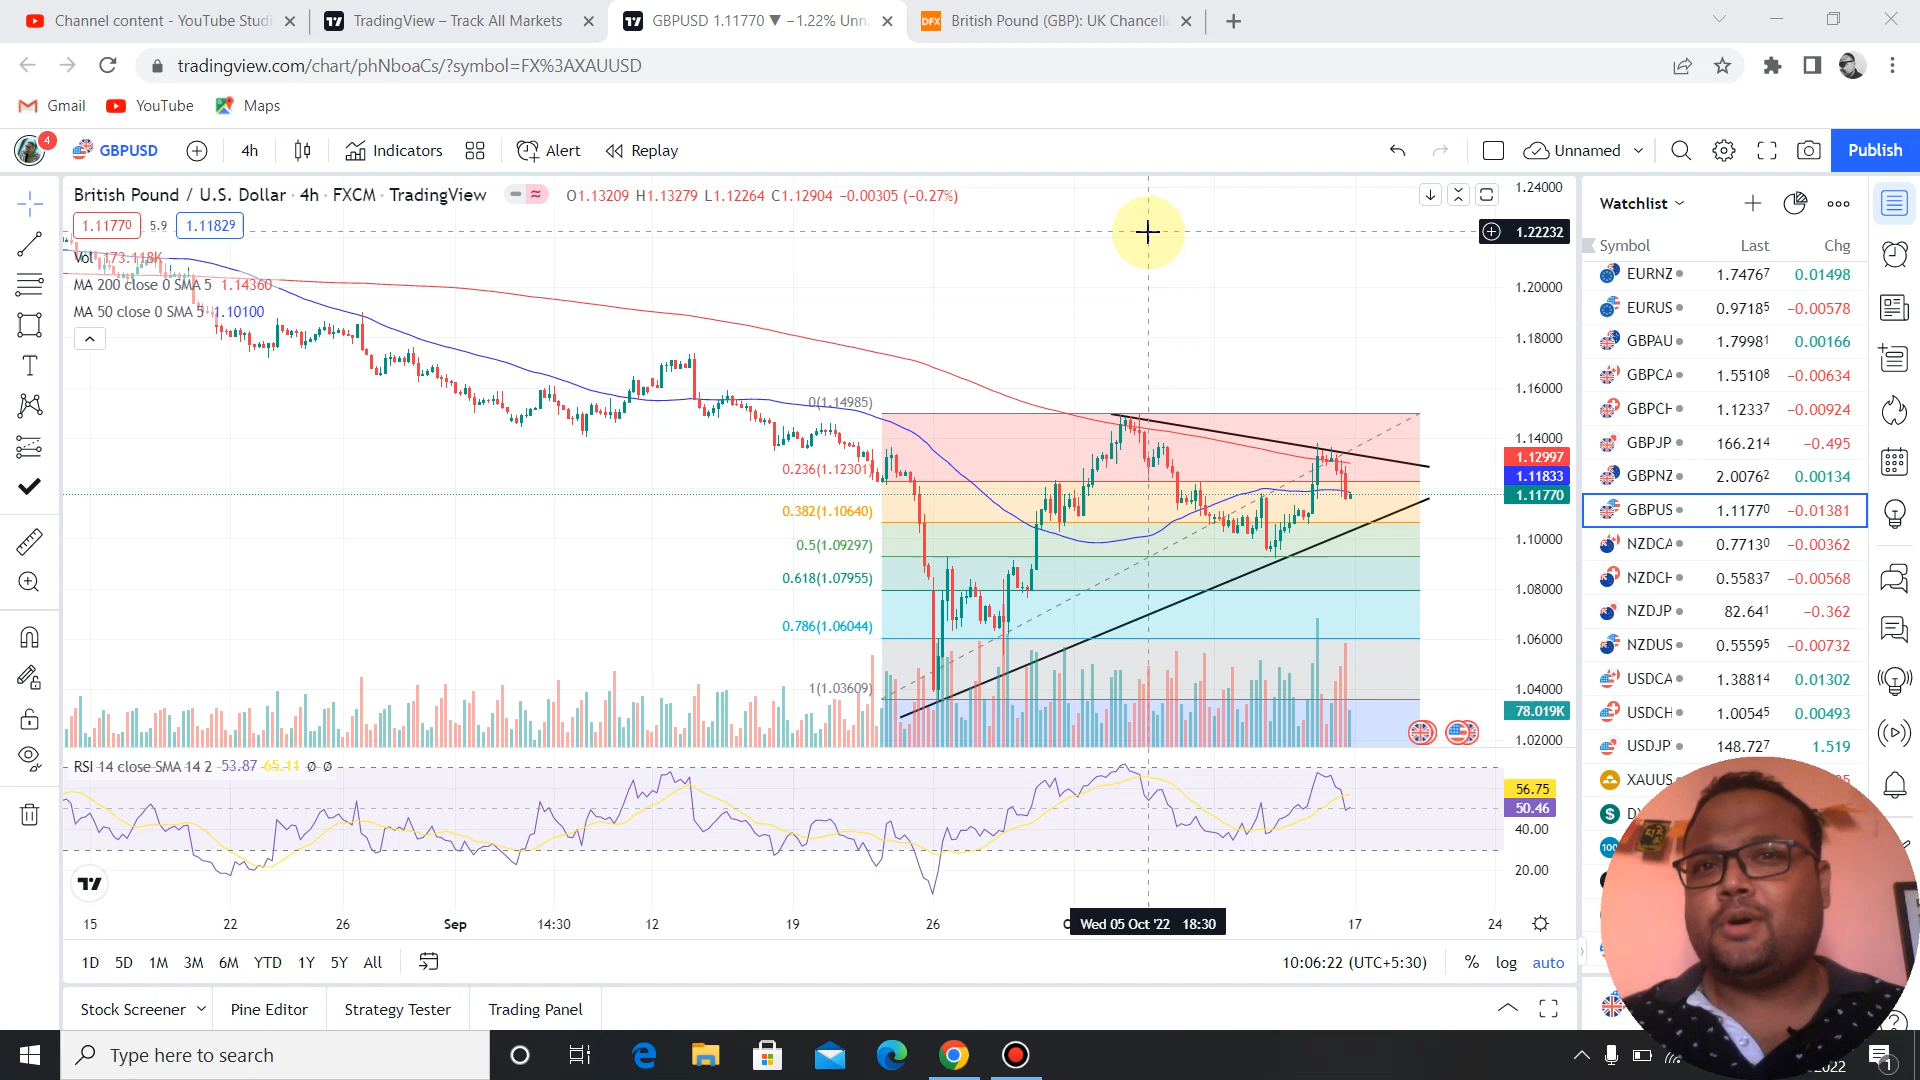 Channel content - YouTube Studi
TradingView – Track All Markets
GBPUSD 1.11770 ▼ −1.22% Unn
DFX British Pound (GBP): UK Chancell
tradingview.com/chart/phNboaCs/?symbol=FX%3AXAUUSD
Gmail YouTube Maps
4 GBPUSD 4h Indicators Alert Replay Unnamed Publish
British Pound / U.S. Dollar · 4h · FXCM · TradingView O1.13209 H1.13279 L1.12264 C1.12904 −0.00305 (−0.27%)
1.11770 5.9 1.11829
Vol 173.118K
MA 200 close 0 SMA 5 1.14360
MA 50 close 0 SMA 5 1.10100
0(1.14985)
0.236(1.12301)
0.382(1.10640)
0.5(1.09297)
0.618(1.07955)
0.786(1.06044)
1(1.03609)
1.24000
1.22232
1.20000
1.18000
1.16000
1.14000
1.12997
1.11833
1.11770
1.10000
1.08000
1.06000
1.04000
78.019K
1.02000
RSI 14 close SMA 14 2 53.87 65.11 Ø Ø
56.75
50.46
40.00
20.00
15 22 26 Sep 14:30 12 19 26 Wed 05 Oct '22 18:30 17 24
1D 5D 1M 3M 6M YTD 1Y 5Y All 10:06:22 (UTC+5:30) % log auto
Stock Screener Pine Editor Strategy Tester Trading Panel
Watchlist
Symbol Last Chg
EURNZ 1.74767 0.01498
EURUS 0.97185 −0.00578
GBPAU 1.79981 0.00166
GBPCA 1.55108 −0.00634
GBPCH 1.12337 −0.00924
GBPJP 166.214 −0.495
GBPNZ 2.00762 0.00134
GBPUS 1.11770 −0.01381
NZDCA 0.77130 −0.00362
NZDCH 0.55837 −0.00568
NZDJP 82.641 −0.362
NZDUS 0.55595 −0.00732
USDCA 1.38814 0.01302
USDCH 1.00545 0.00493
USDJP 148.727 1.519
XAUUS
100
Type here to search
2022
1